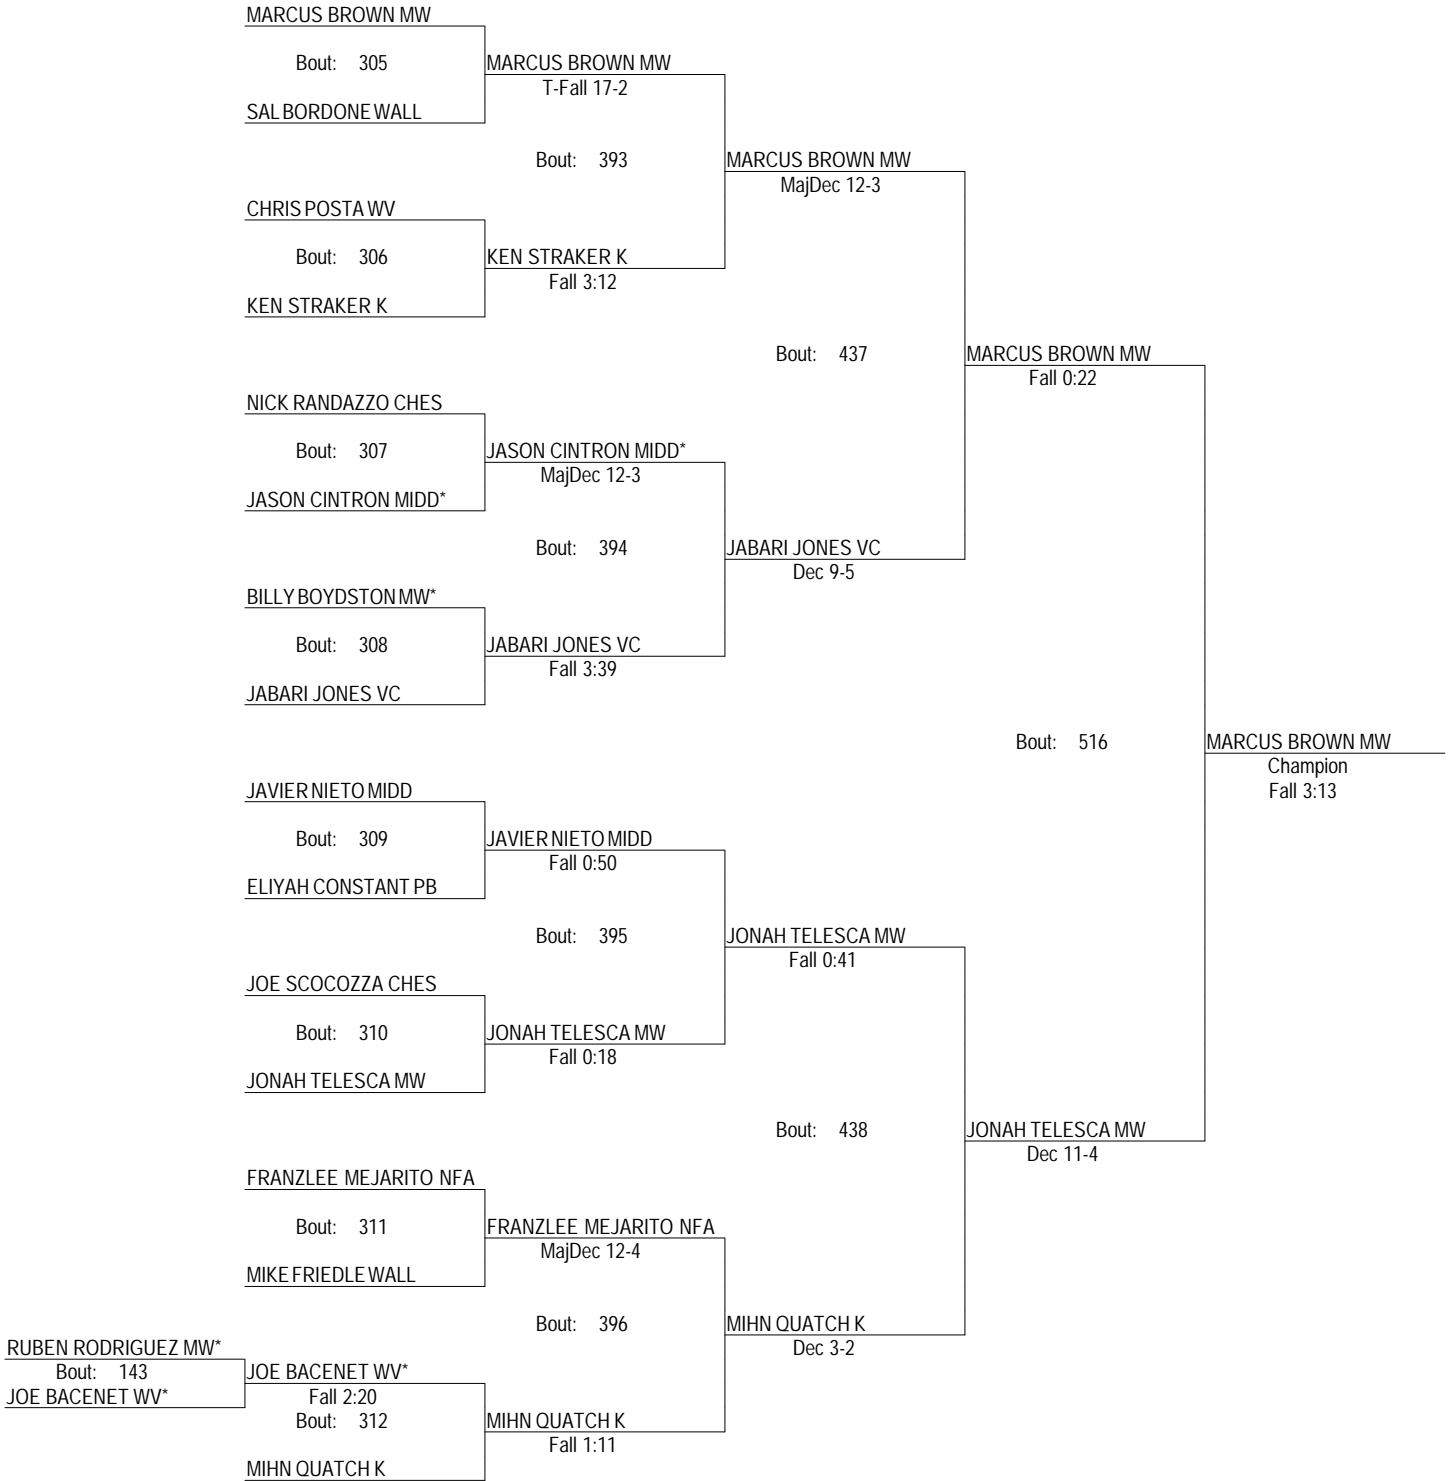 MARCUS BROWN MW
Bout: 305
MARCUS BROWN MW
T-Fall 17-2
SAL BORDONE WALL
Bout: 393
MARCUS BROWN MW
MajDec 12-3
CHRIS POSTA WV
Bout: 306
KEN STRAKER K
Fall 3:12
KEN STRAKER K
Bout: 437
MARCUS BROWN MW
Fall 0:22
NICK RANDAZZO CHES
Bout: 307
JASON CINTRON MIDD*
MajDec 12-3
JASON CINTRON MIDD*
Bout: 394
JABARI JONES VC
Dec 9-5
BILLY BOYDSTON MW*
Bout: 308
JABARI JONES VC
Fall 3:39
JABARI JONES VC
Bout: 516
MARCUS BROWN MW
Champion
Fall 3:13
JAVIER NIETO MIDD
Bout: 309
JAVIER NIETO MIDD
Fall 0:50
ELIYAH CONSTANT PB
Bout: 395
JONAH TELESCA MW
Fall 0:41
JOE SCOCOZZA CHES
Bout: 310
JONAH TELESCA MW
Fall 0:18
JONAH TELESCA MW
Bout: 438
JONAH TELESCA MW
Dec 11-4
FRANZLEE MEJARITO NFA
Bout: 311
FRANZLEE MEJARITO NFA
MajDec 12-4
MIKE FRIEDLE WALL
Bout: 396
MIHN QUATCH K
Dec 3-2
RUBEN RODRIGUEZ MW*
Bout: 143
JOE BACENET WV*
JOE BACENET WV*
Fall 2:20
Bout: 312
MIHN QUATCH K
Fall 1:11
MIHN QUATCH K